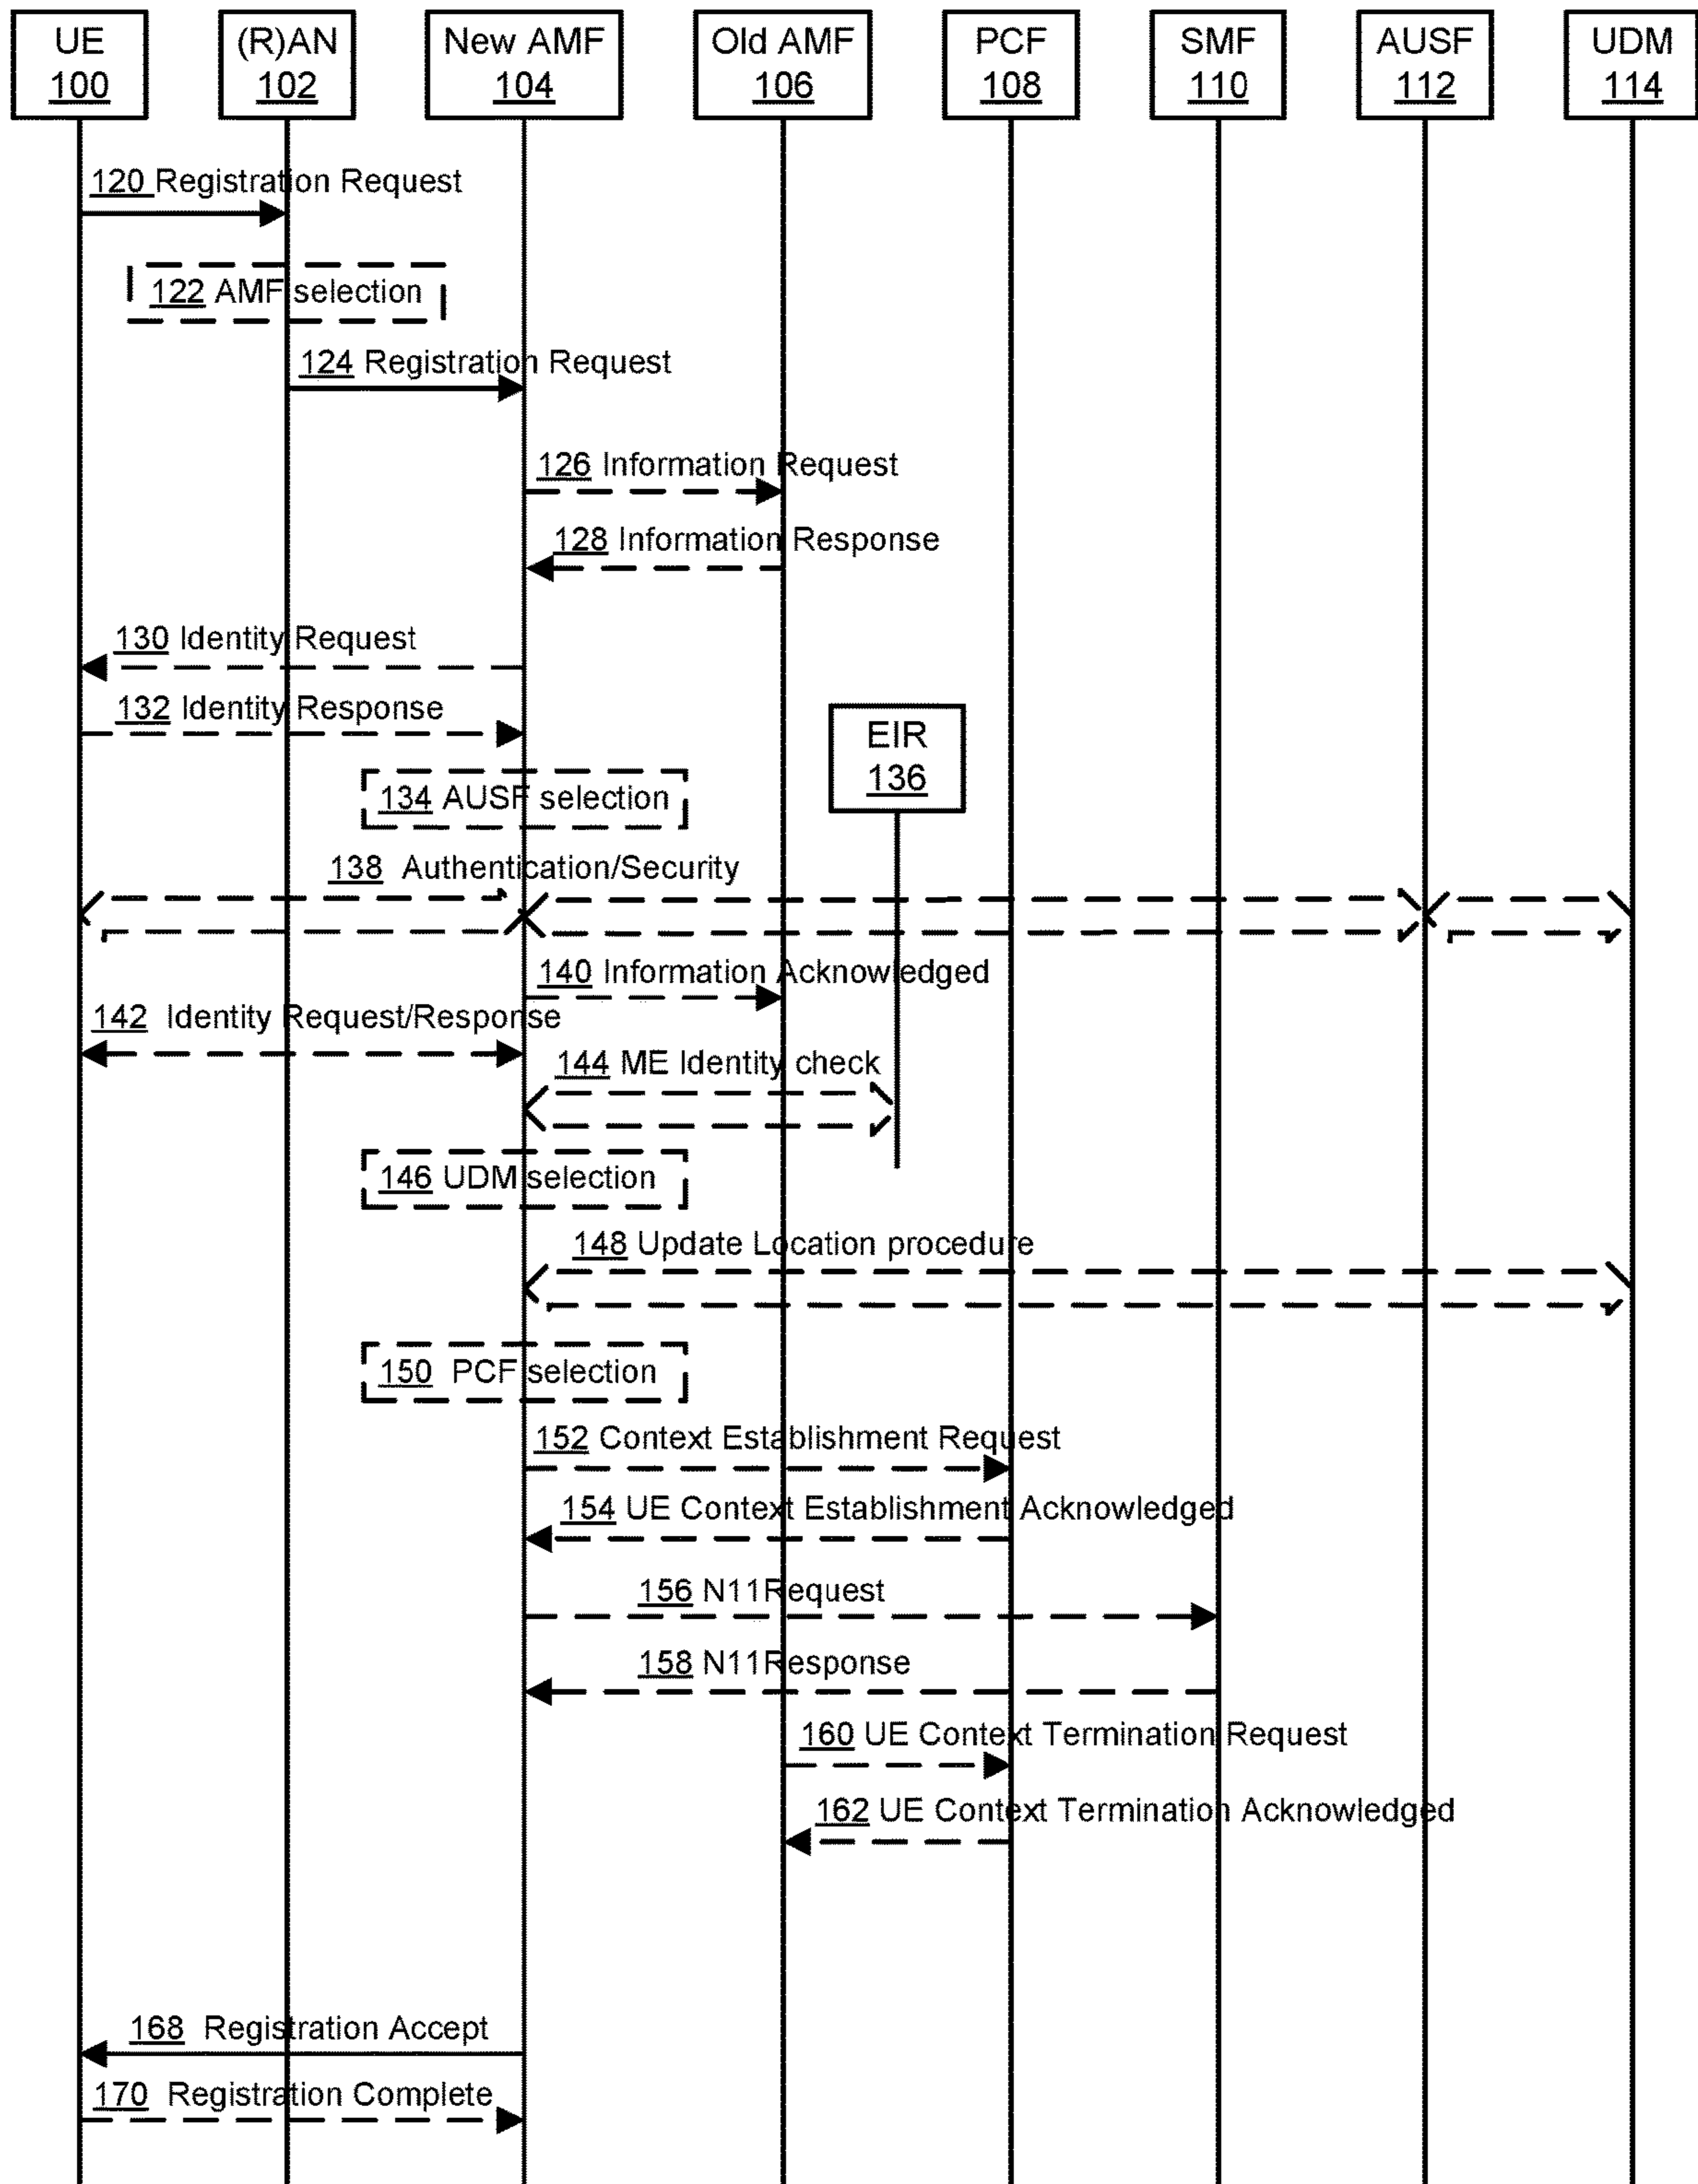 UE
100
(R)AN
102
New AMF
104
Old AMF
106
PCF
108
SMF
110
AUSF
112
UDM
114
120 Registration Request
122 AMF selection
124 Registration Request
126 Information Request
128 Information Response
130 Identity Request
132 Identity Response
EIR
136
134 AUSF selection
138 Authentication/Security
140 Information Acknowledged
142 Identity Request/Response
144 ME Identity check
146 UDM selection
148 Update Location procedure
150 PCF selection
152 Context Establishment Request
154 UE Context Establishment Acknowledged
156 N11Request
158 N11Response
160 UE Context Termination Request
162 UE Context Termination Acknowledged
168 Registration Accept
170 Registration Complete